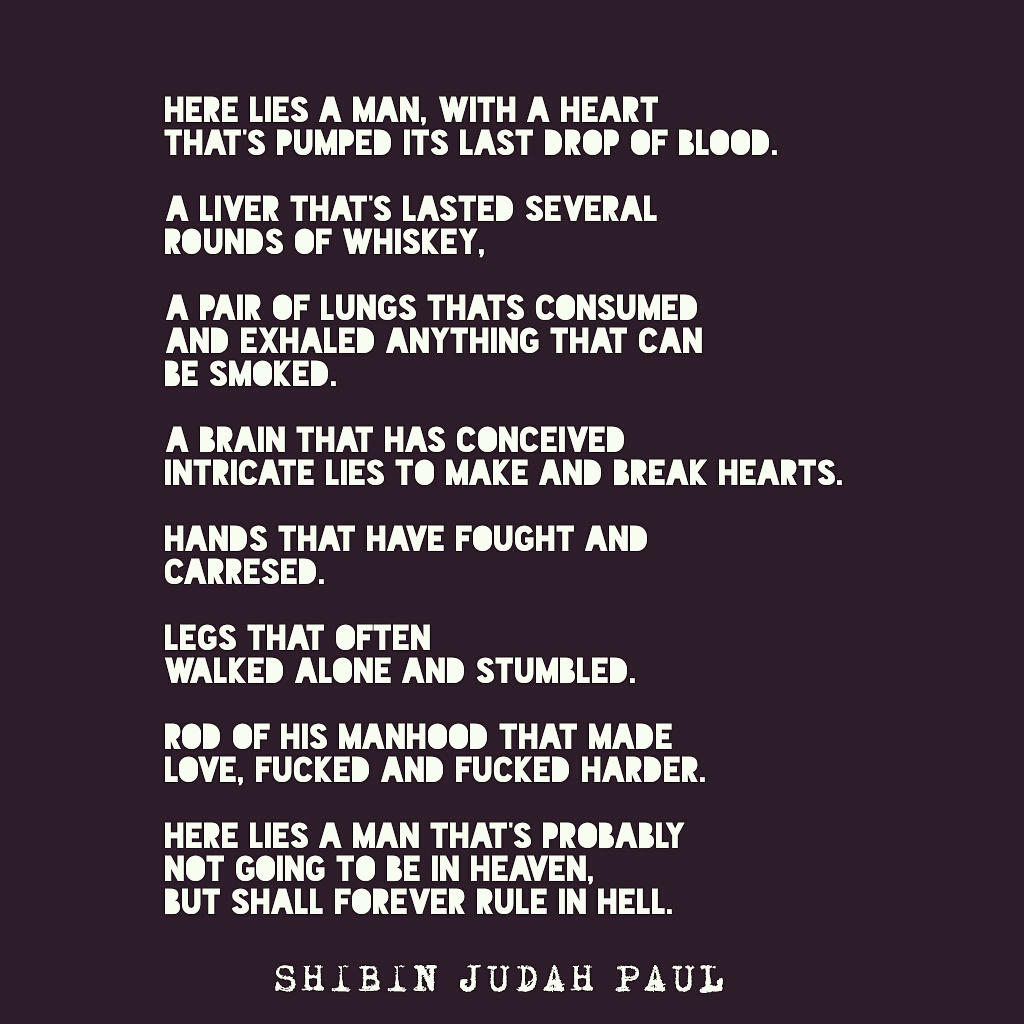 HERE LIES A MAN, WITH A HEART
THAT'S PUMPED ITS LAST DROP OF BLOOD.
A LIVER THAT'S LASTED SEVERAL
ROUNDS OF WHISKEY,
A PAIR OF LUNGS THATS CONSUMED
AND EXHALED ANYTHING THAT CAN
BE SMOKED.
A BRAIN THAT HAS CONCEIVED
INTRICATE LIES TO MAKE AND BREAK HEARTS.
HANDS THAT HAVE FOUGHT AND
CARRESED.
LEGS THAT OFTEN
WALKED ALONE AND STUMBLED.
ROD OF HIS MANHOOD THAT MADE
LOVE, FUCKED AND FUCKED HARDER.
HERE LIES A MAN THAT'S PROBABLY
NOT GOING TO BE IN HEAVEN,
BUT SHALL FOREVER RULE IN HELL.
SHIBIN JUDAH PAUL